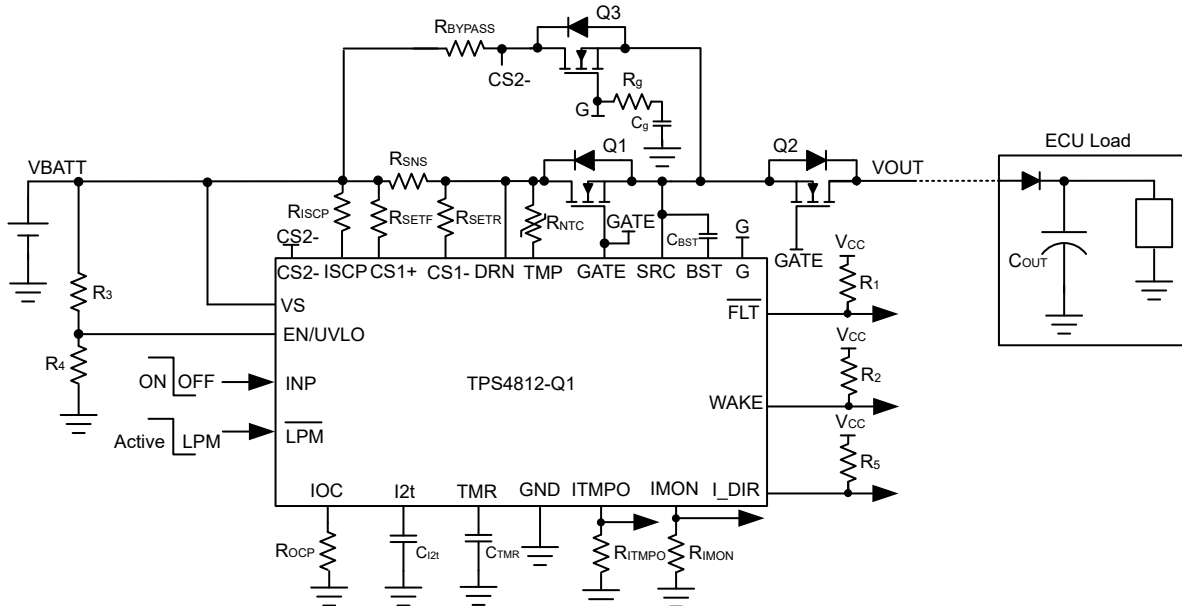 RBYPASS
Q3
CS2-
Rg
G
Cg
ECU Load
VBATT
RSNS
Q1
Q2
VOUT
RISCP
RSETF
RSETR
RNTC
GATE
CBST
G
CS2-
GATE
COUT
CS2-
ISCP
CS1+
CS1-
DRN
TMP
GATE
SRC
BST
G
VCC
R1
R3
VS
FLT
EN/UVLO
R4
VCC
R2
ON
OFF
INP
TPS4812-Q1
WAKE
Active
LPM
LPM
VCC
R5
IOC
I2t
TMR
GND
ITMPO
IMON
I_DIR
ROCP
CI2t
CTMR
RITMPO
RIMON